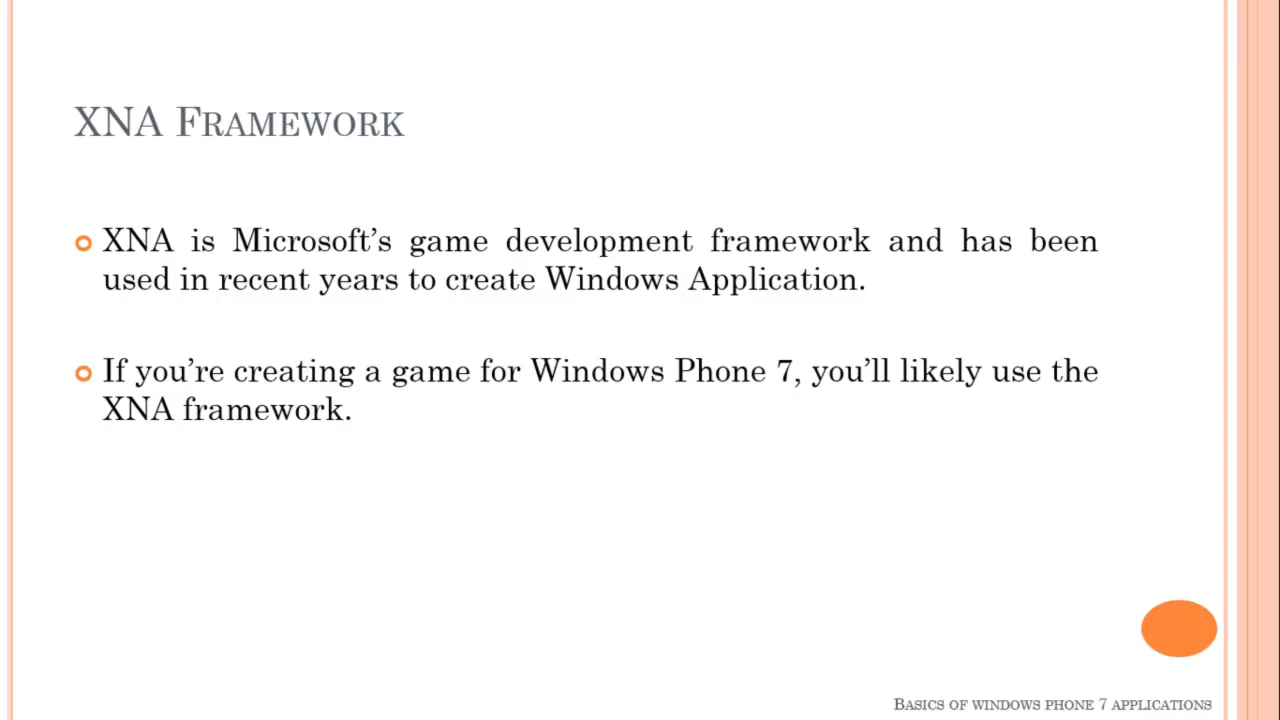 XNA Framework
XNA is Microsoft's game development framework and has been
used in recent years to create Windows Application.
If you're creating a game for Windows Phone 7, you'll likely use the
XNA framework.
Basics of windows phone 7 applications